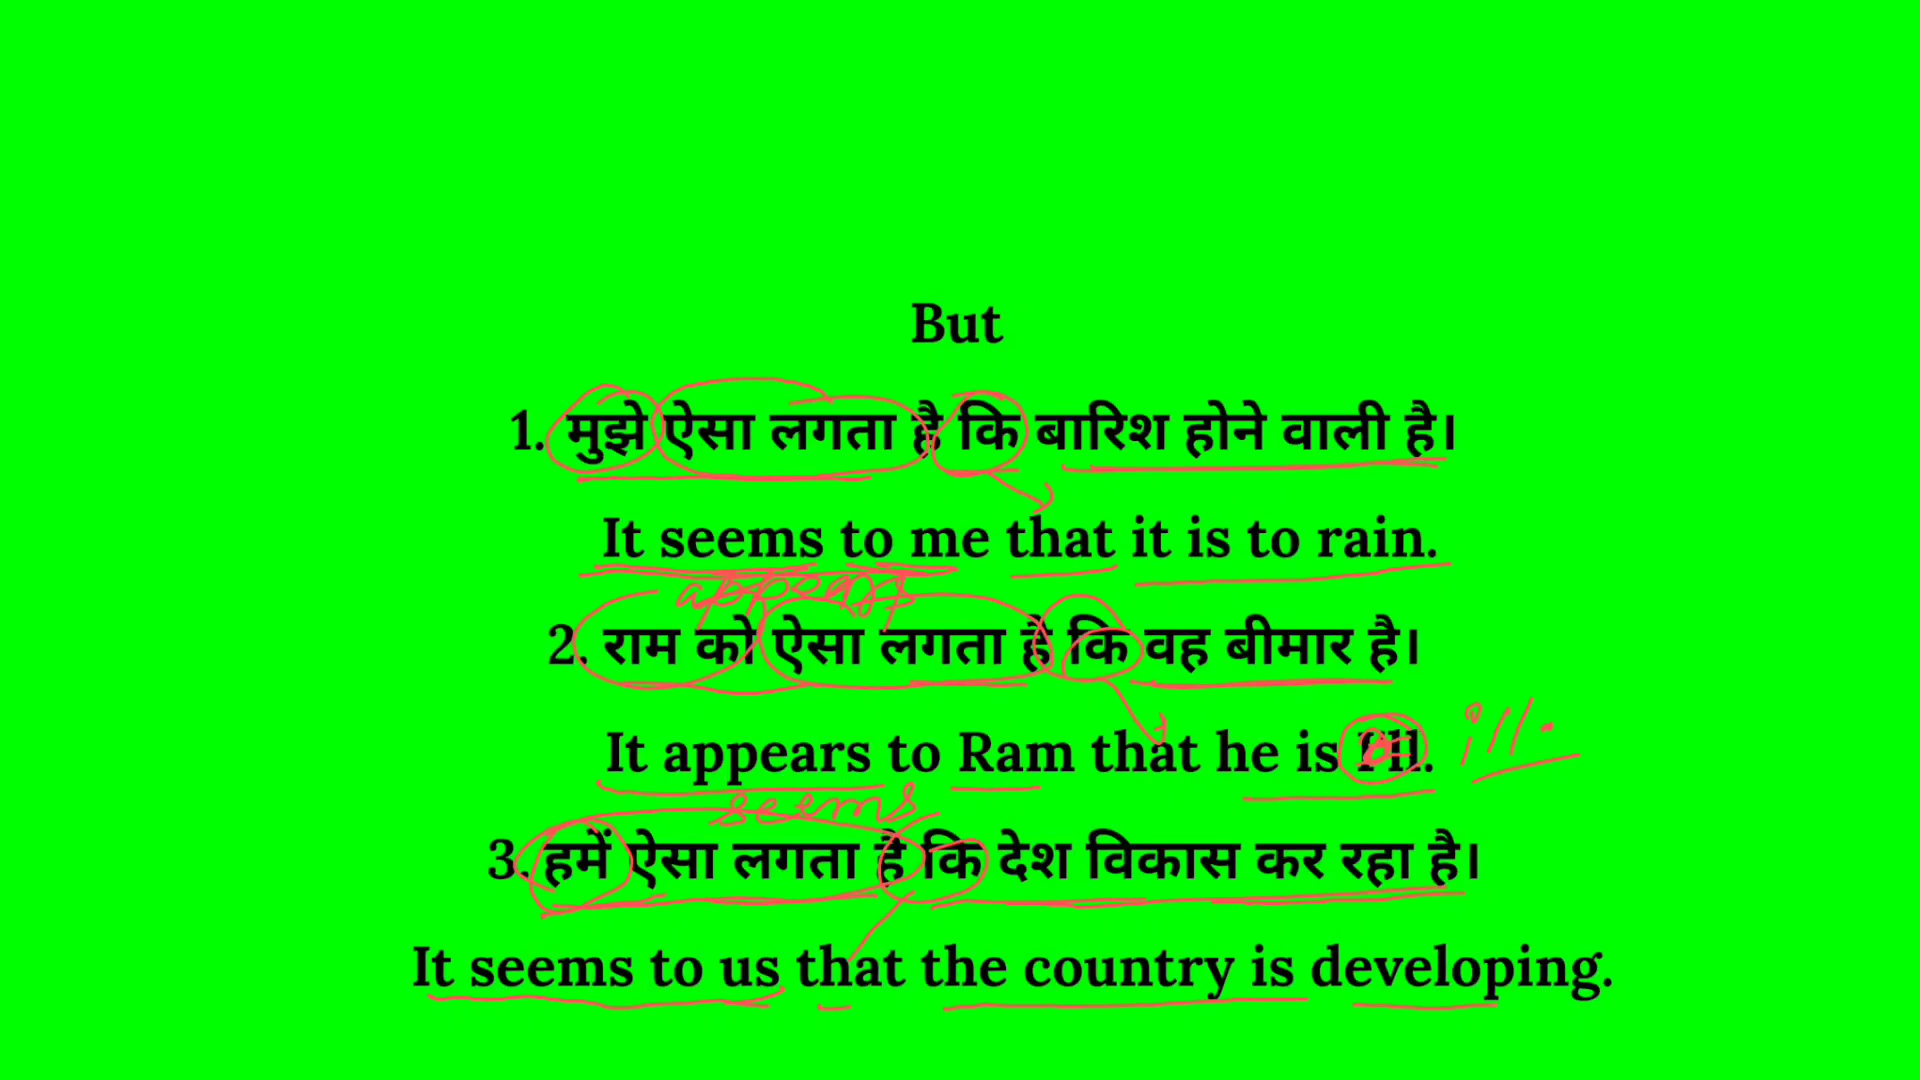 But
1. मुझे ऐसा लगता है कि बारिश होने वाली है।
It seems to me that it is to rain.
appears
2. राम को ऐसा लगता है कि वह बीमार है।
It appears to Ram that he is
ill.
seems
3. हमें ऐसा लगता है कि देश विकास कर रहा है।
It seems to us that the country is developing.